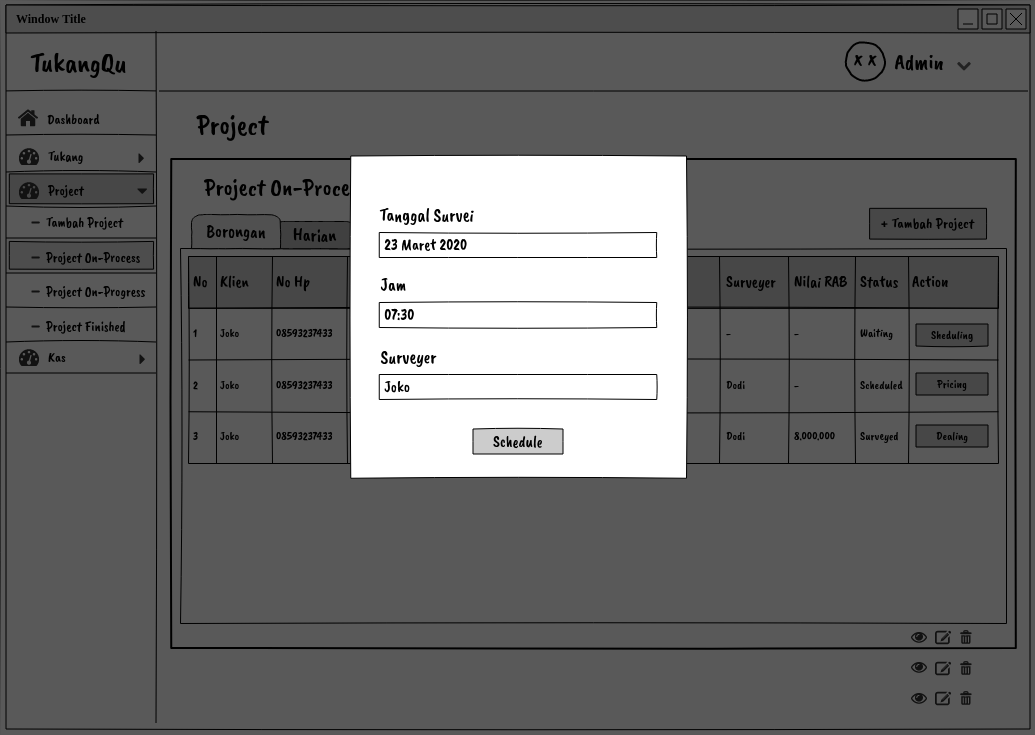 Window Title
TukangQu
Admin
Dashboard
Tukang
Project
– Tambah Project
– Project On-Process
– Project On-Progress
– Project Finished
Kas
Project
Project On-Proce
+ Tambah Project
Borongan Harian
No Klien No Hp Surveyer Nilai RAB Status Action
1 Joko 08593237433 - - Waiting Sheduling
2 Joko 08593237433 Dodi - Scheduled Pricing
3 Joko 08593237433 Dodi 8,000,000 Surveyed Dealing
Tanggal Survei
23 Maret 2020
Jam
07:30
Surveyer
Joko
Schedule